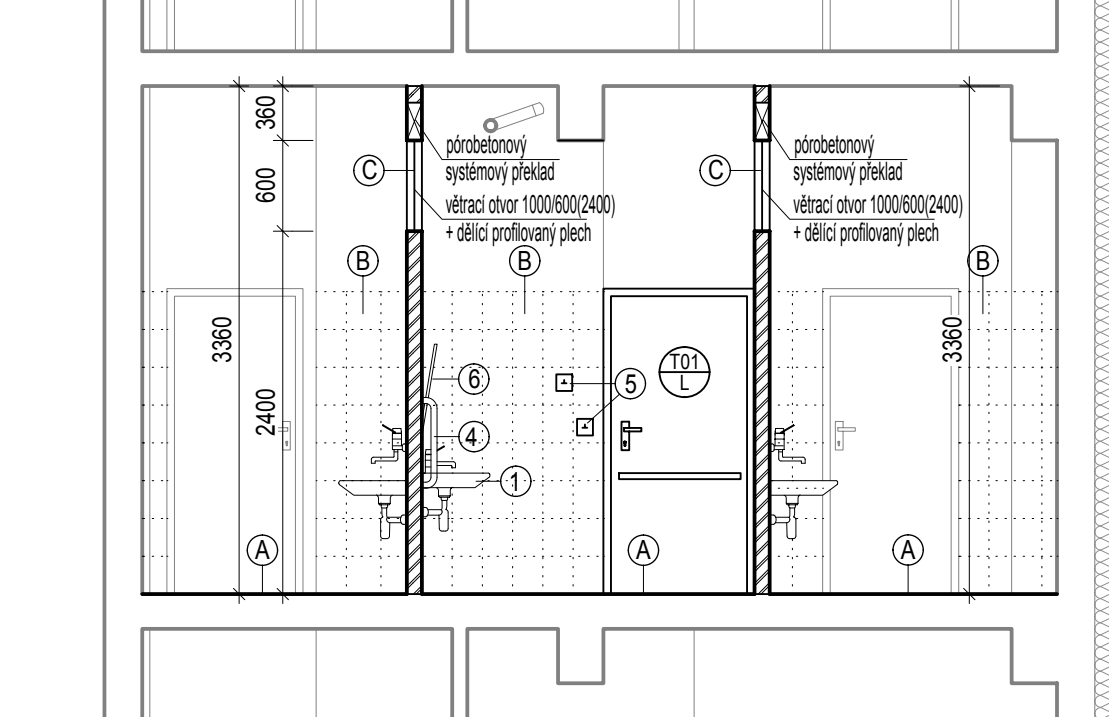 360
600
3360
2400
pórobetonový
systémový překlad
větrací otvor 1000/600(2400)
+ dělící profilovaný plech
C
B
B
6
4
1
5
T01
L
A
A
pórobetonový
systémový překlad
větrací otvor 1000/600(2400)
+ dělící profilovaný plech
C
B
3360
A